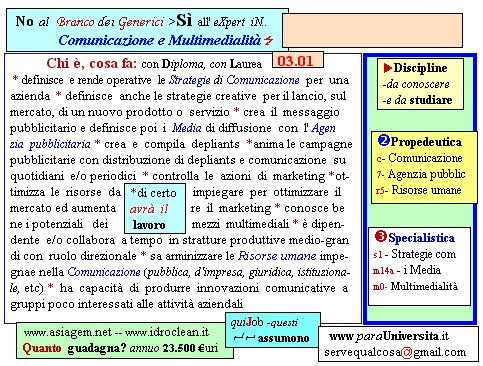 No al Branco dei Generici >Sì all'eXpert iN.
Comunicazione e Multimedialità
Chi è, cosa fa: con Diploma, con Laurea 03.01
* definisce e rende operative le Strategie di Comunicazione per una
azienda * definisce anche le strategie creative per il lancio, sul
mercato, di un nuovo prodotto o servizio * crea il messaggio
pubblicitario e definisce poi i Media di diffusione con l'Agen
zia pubblicitaria * crea e compila depliants *anima le campagne
pubblicitarie con distribuzione di depliants e comunicazione su
quotidiani e/o periodici * controlla le azioni di marketing *ot-
timizza le risorse da *di certo impiegare per ottimizzare il
mercato ed aumenta avrà il re il marketing * conosce be
ne i potenziali dei lavoro mezzi multimediali * è dipen-
dente e/o collabora a tempo in stratture produttive medio-gran
di con ruolo direzionale * sa arminizzare le Risorse umane impe-
gnae nella Comunicazione (pubblica, d'impresa, giuridica, istituziona-
le, etc) * ha capacità di produrre innovazioni comunicative a
gruppi poco interessati alle attività aziendali
Discipline
-da conoscere
-e da studiare
2Propedeutica
c- Comunicazione
7- Agenzia pubblic
r5- Risorse umane
3Specialistica
s1 - Strategie com
m14a - i Media
m0- Multimedialità
www.asiagem.net -- www.idroclean.it
Quanto guadagna? annuo 23.500 €uri
quiJob -questi
assumono
www.paraUniversita.it
servequalcosa@gmail.com